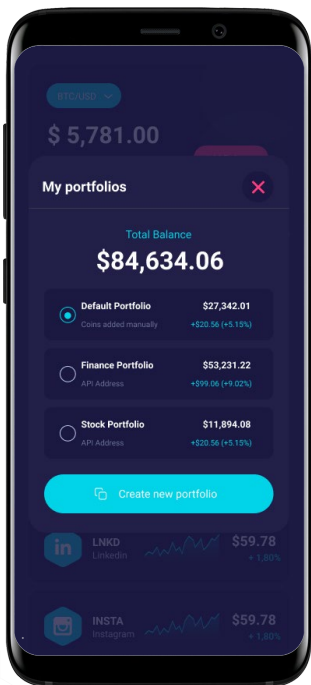 BTC/USD
$ 5,781.00
My portfolios
Total Balance
$84,634.06
Default Portfolio $27,342.01
Coins added manually +$20.56 (+5.15%)
Finance Portfolio $53,231.22
API Address +$99.06 (+9.02%)
Stock Portfolio $11,894.08
API Address +$20.56 (+5.15%)
Create new portfolio
in LNKD $59.78
Linkedin + 1,80%
INSTA $59.78
Instagram + 1,80%